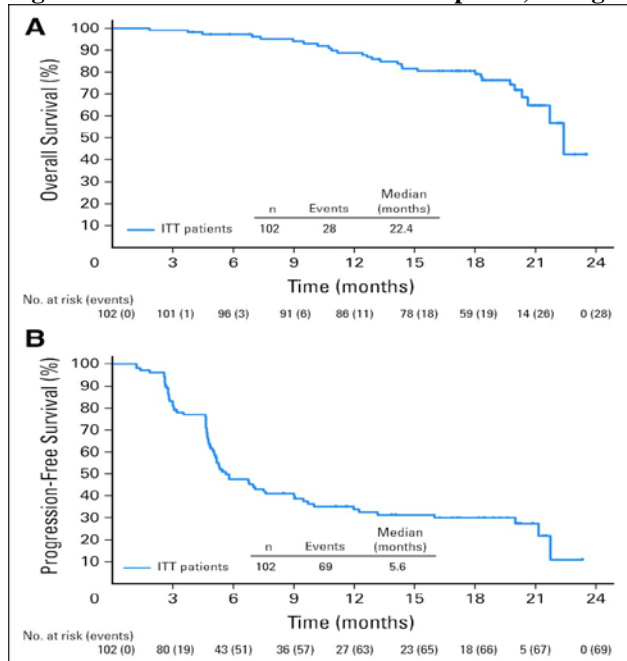 A
Overall Survival (%)
100
90
80
70
60
50
40
30
20
10
n Events Median (months)
ITT patients 102 28 22.4
0 3 6 9 12 15 18 21 24
Time (months)
No. at risk (events)
102 (0) 101 (1) 96 (3) 91 (6) 86 (11) 78 (18) 59 (19) 14 (26) 0 (28)
B
Progression-Free Survival (%)
100
90
80
70
60
50
40
30
20
10
n Events Median (months)
ITT patients 102 69 5.6
0 3 6 9 12 15 18 21 24
Time (months)
No. at risk (events)
102 (0) 80 (19) 43 (51) 36 (57) 27 (63) 23 (65) 18 (66) 5 (67) 0 (69)